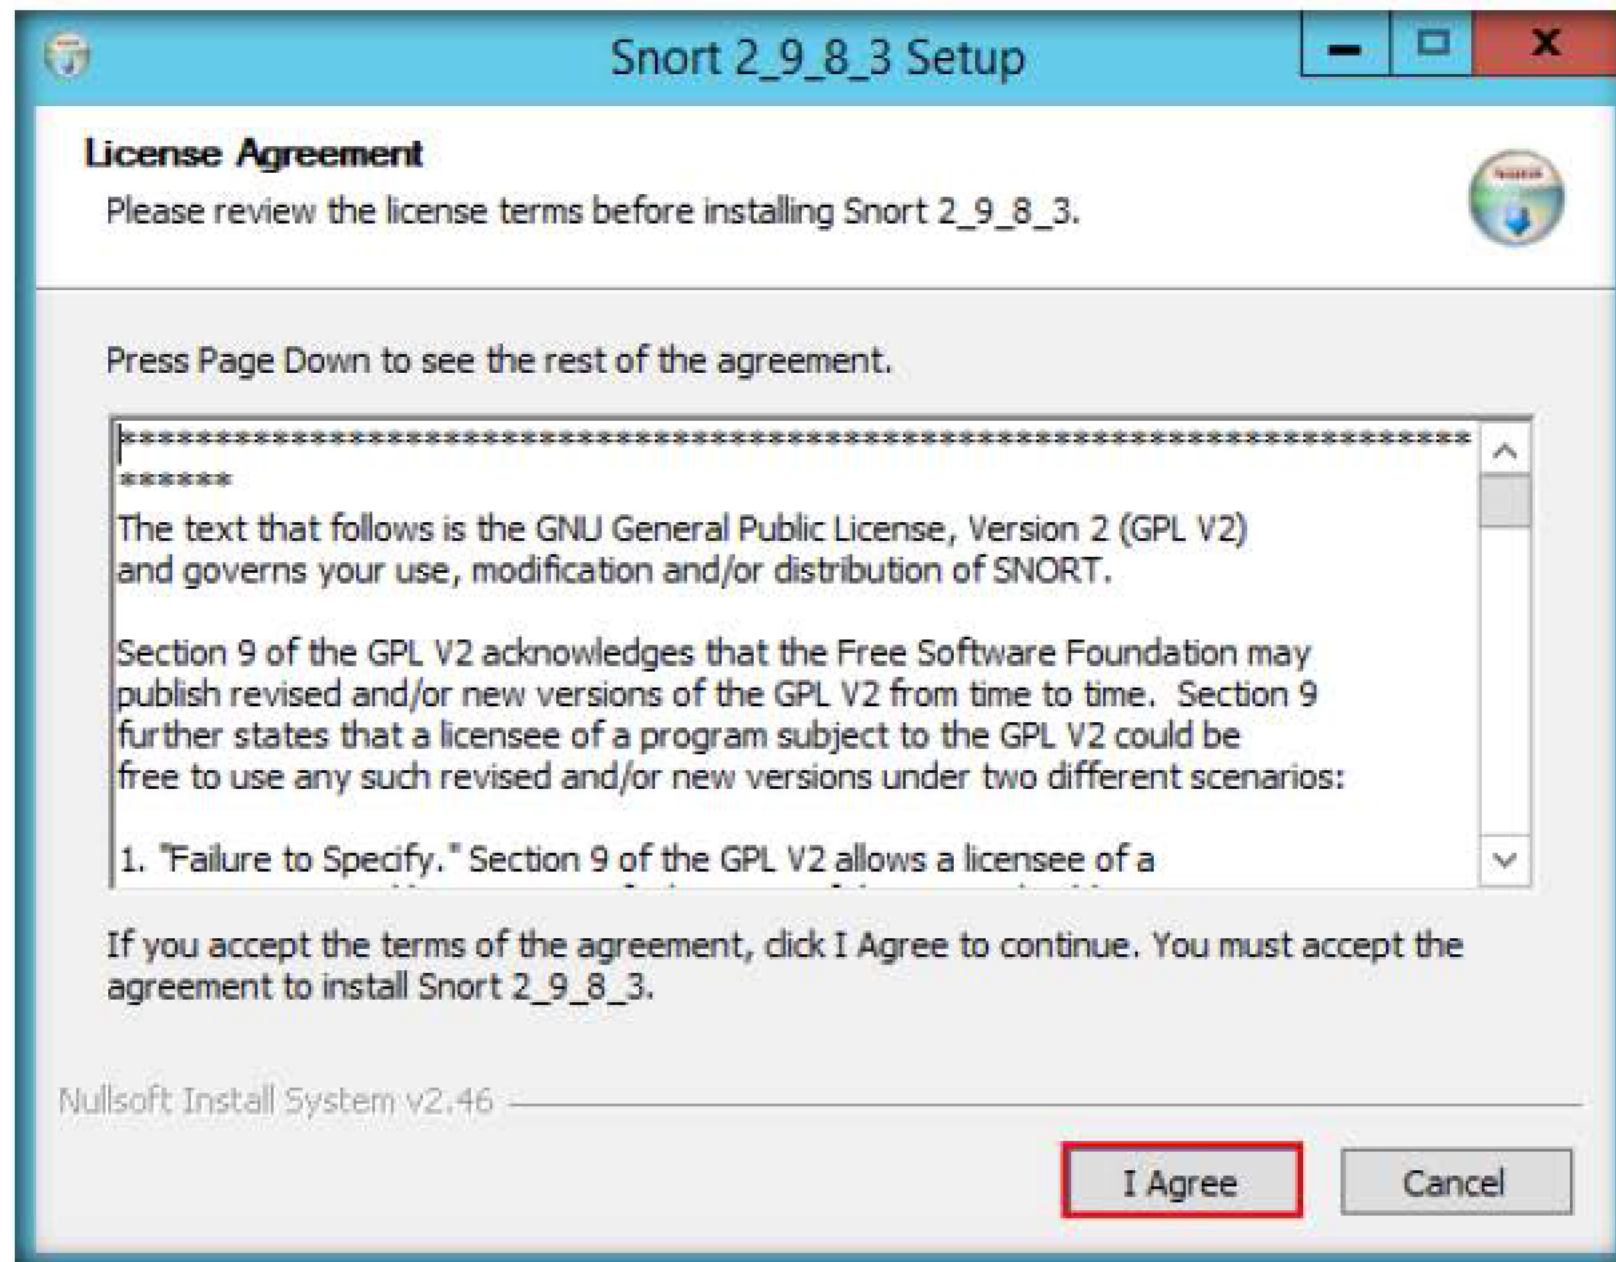 Snort 2_9_8_3 Setup
License Agreement
Please review the license terms before installing Snort 2_9_8_3.
Press Page Down to see the rest of the agreement.
***********************************************************************
******
The text that follows is the GNU General Public License, Version 2 (GPL V2)
and governs your use, modification and/or distribution of SNORT.
Section 9 of the GPL V2 acknowledges that the Free Software Foundation may
publish revised and/or new versions of the GPL V2 from time to time.  Section 9
further states that a licensee of a program subject to the GPL V2 could be
free to use any such revised and/or new versions under two different scenarios:
1. "Failure to Specify." Section 9 of the GPL V2 allows a licensee of a
If you accept the terms of the agreement, click I Agree to continue. You must accept the
agreement to install Snort 2_9_8_3.
Nullsoft Install System v2.46
I Agree
Cancel